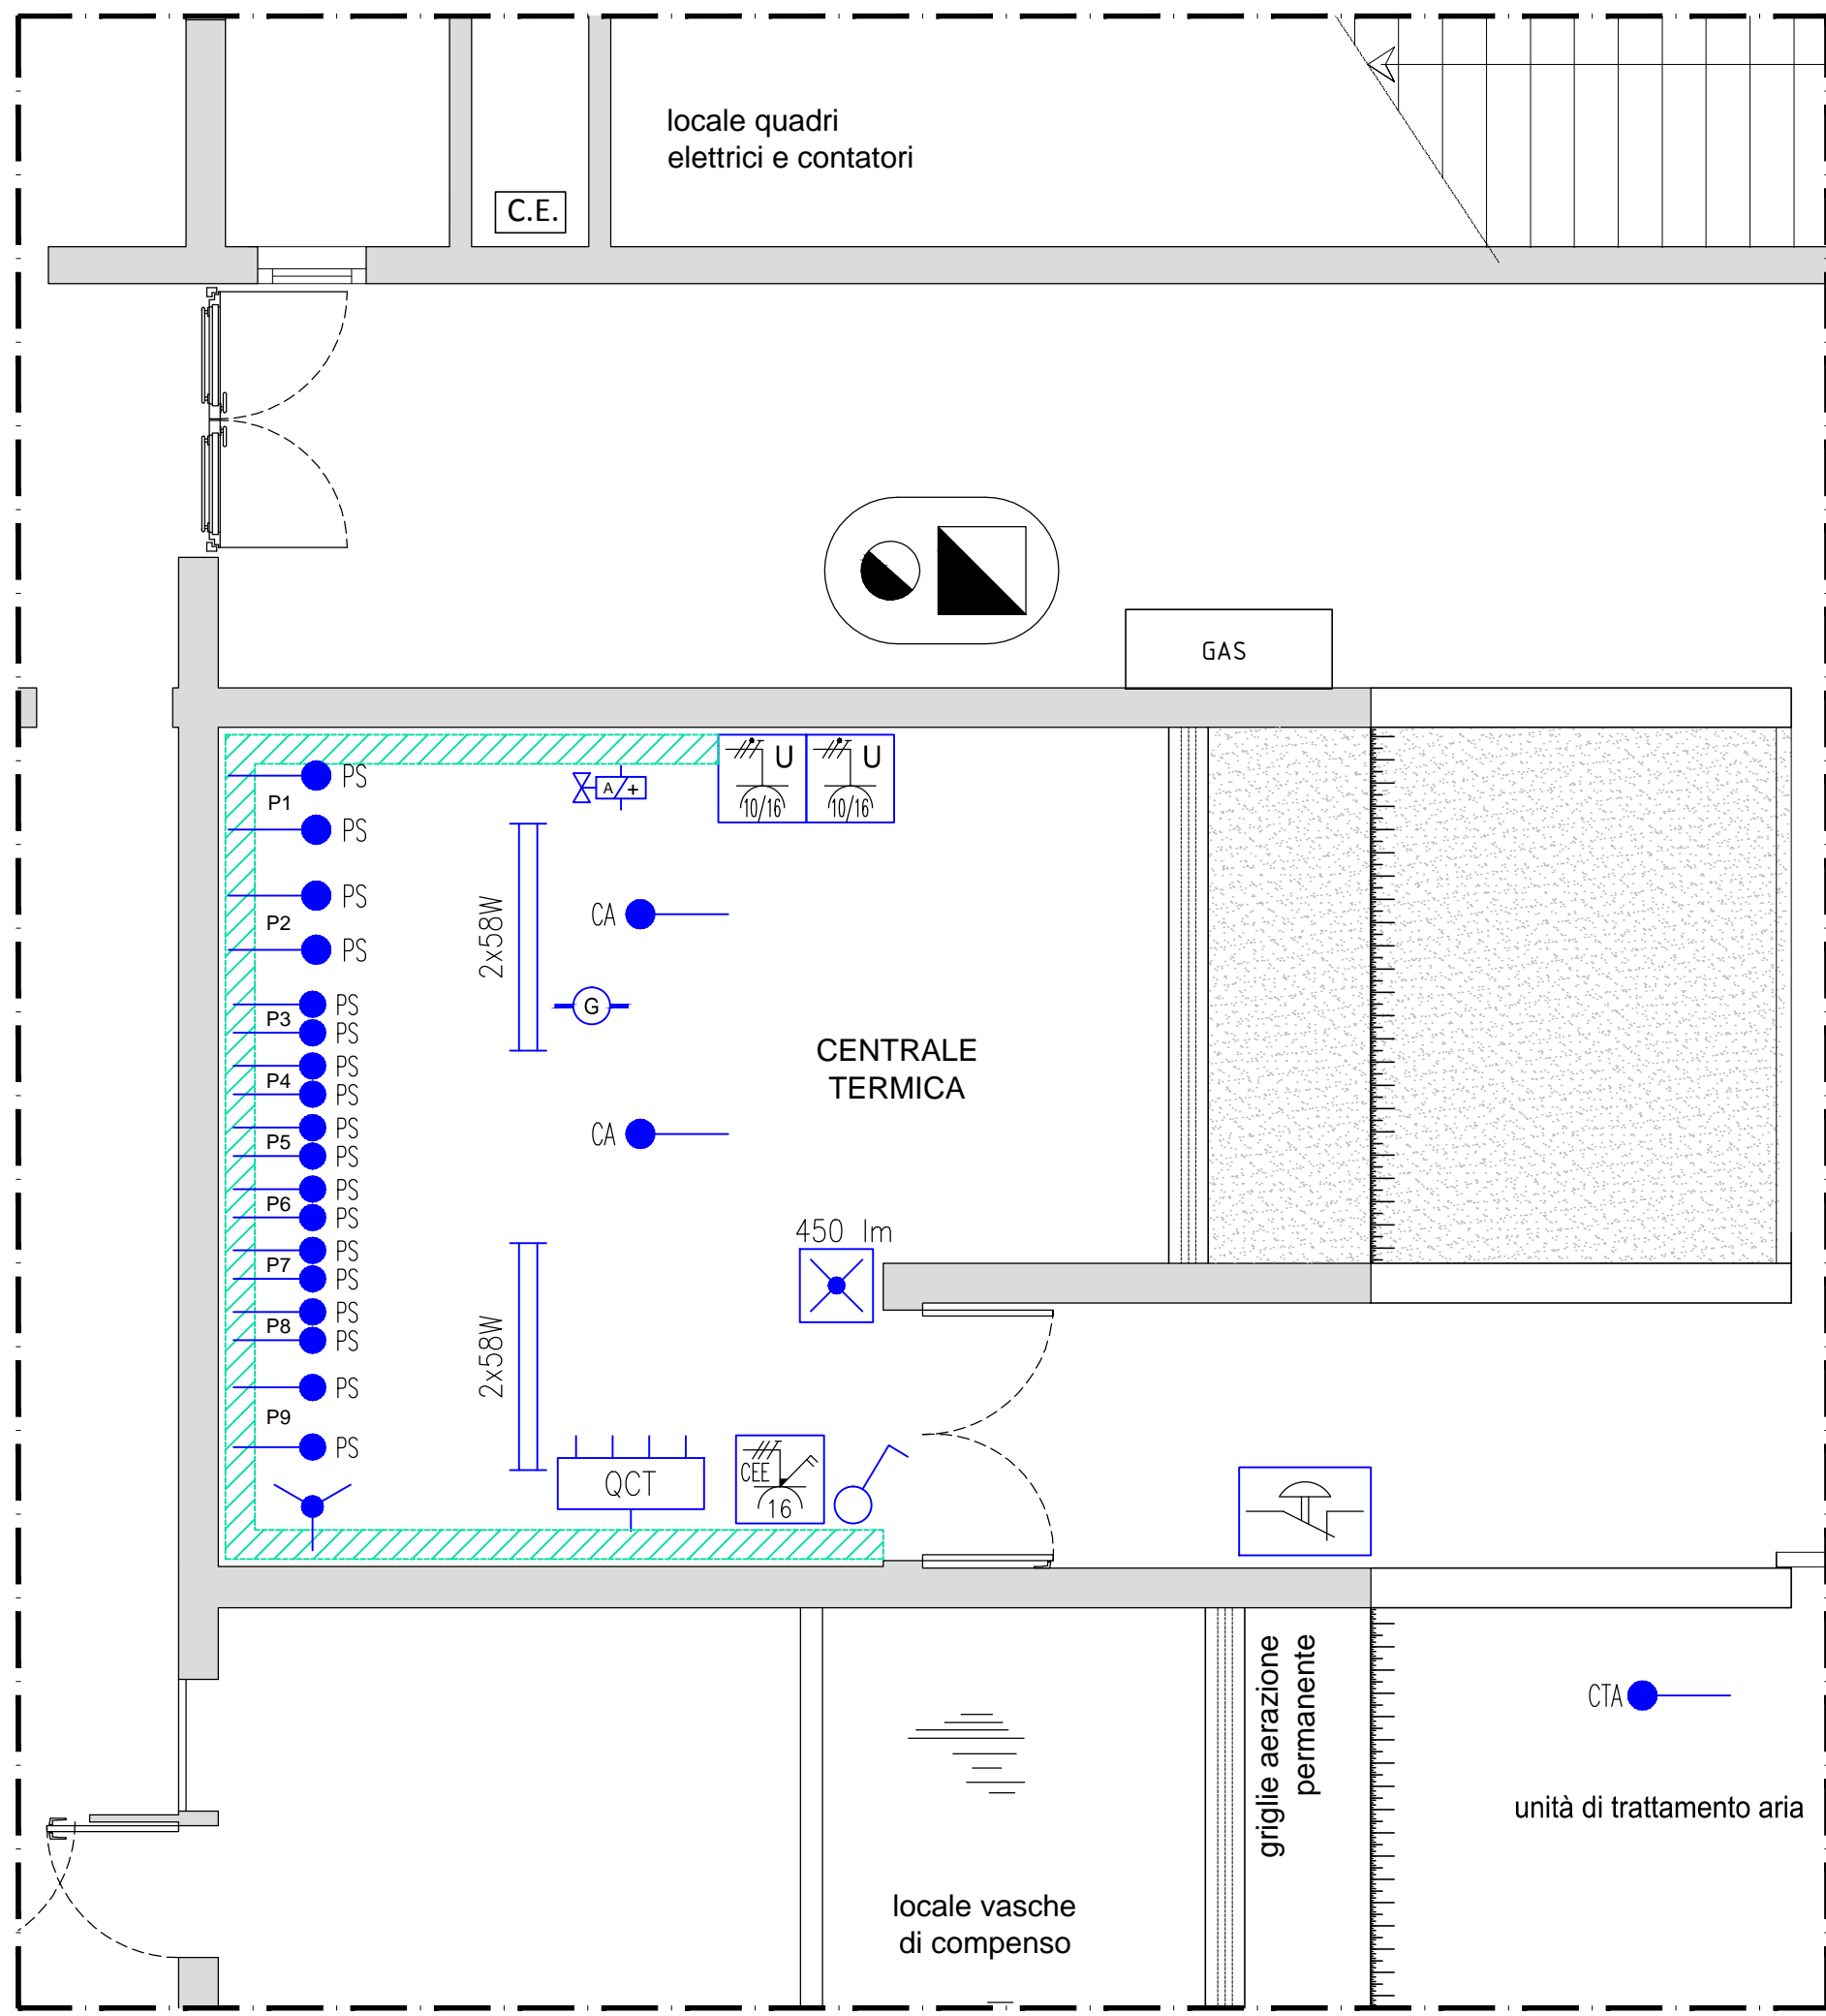 locale quadri
elettrici e contatori
C.E.
GAS
U
U
10/16
10/16
A/+
PS
P1
PS
PS
P2
PS
2x58W
CA
G
PS
P3
PS
CENTRALE
TERMICA
PS
P4
PS
PS
P5
PS
CA
PS
P6
PS
450 lm
PS
P7
PS
PS
P8
PS
2x58W
PS
P9
PS
QCT
CEE
16
griglie aerazione
permanente
CTA
unità di trattamento aria
locale vasche
di compenso